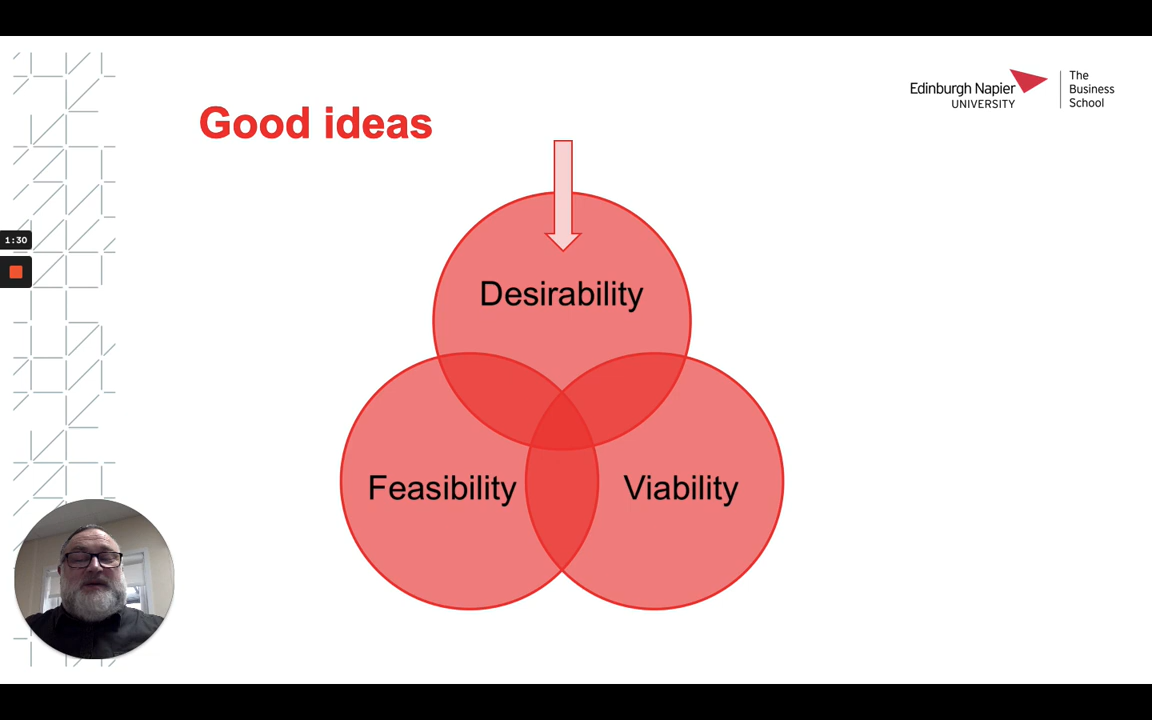 Good ideas
Edinburgh Napier
UNIVERSITY
The
Business
School
1:30
Desirability
Feasibility
Viability